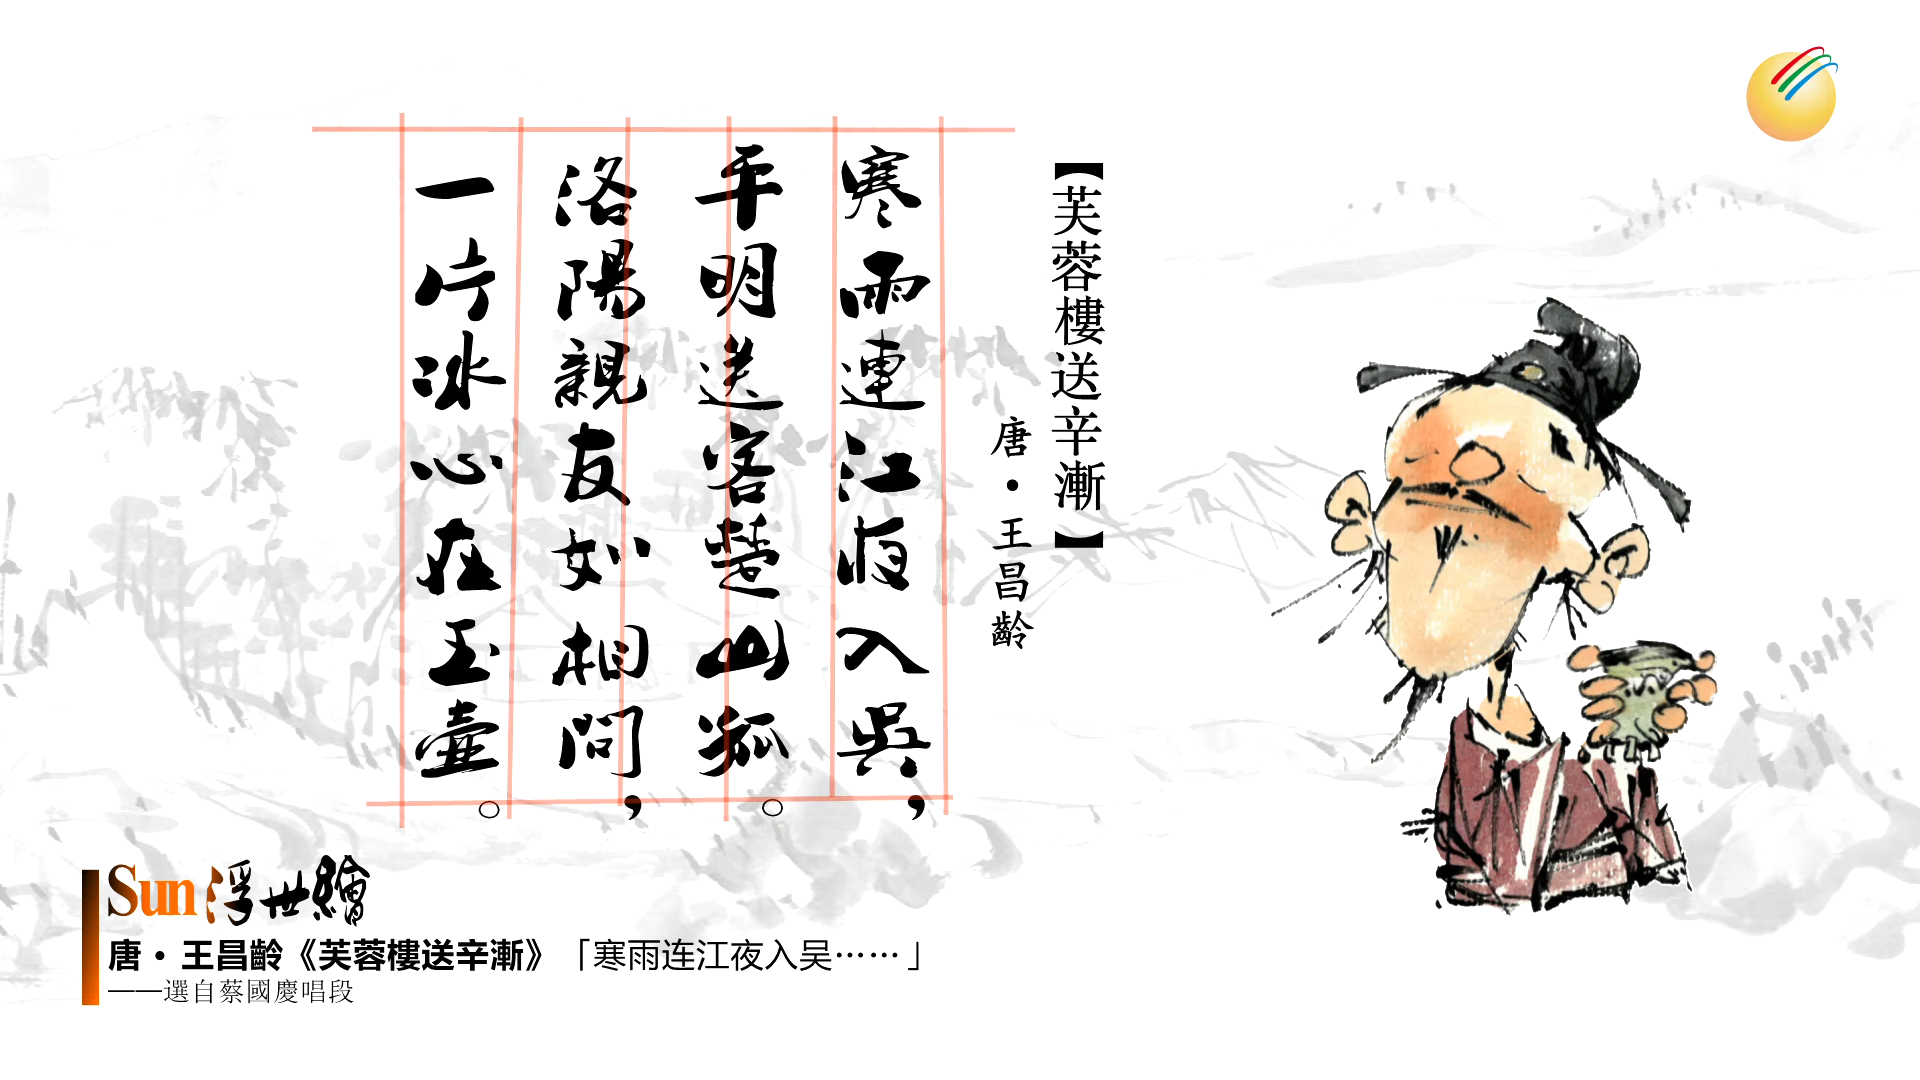 【芙蓉樓送辛漸】
唐·王昌齡
寒雨連江夜入吳，
平明送客楚山孤。
洛陽親友如相問，
一片冰心在玉壺。
Sun浮世繪
唐·王昌齡《芙蓉樓送辛漸》「寒雨连江夜入吴……」
——選自蔡國慶唱段